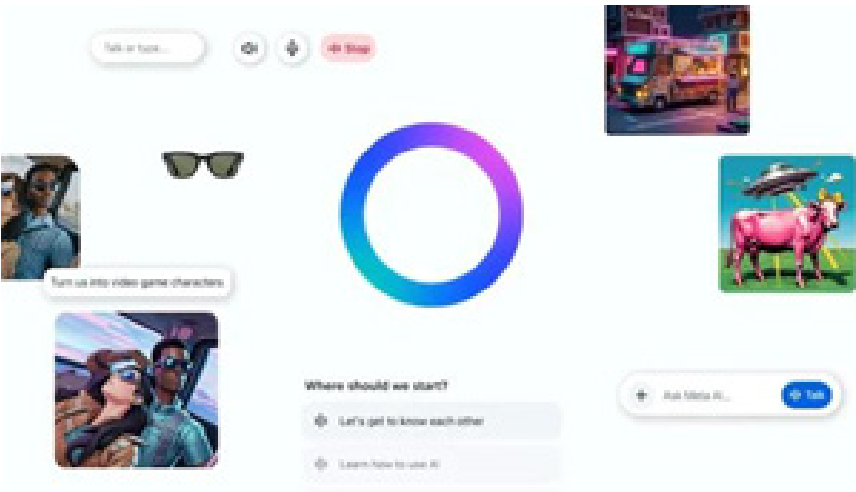 Talk or type...
Stop
Turn us into video game characters
Where should we start?
Let's get to know each other
Learn how to use AI
Ask Meta AI...
Talk